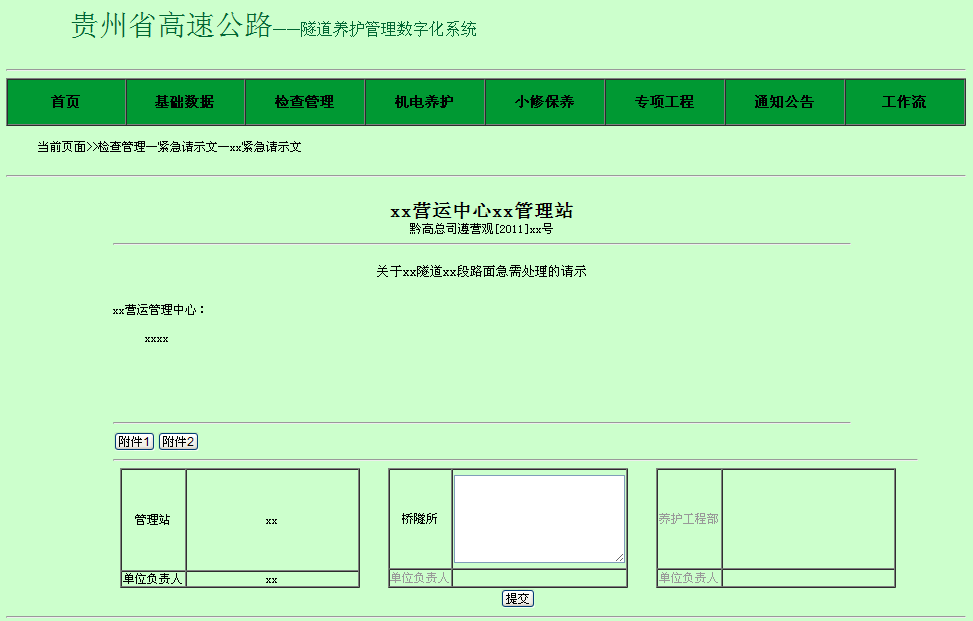 贵州省高速公路——隧道养护管理数字化系统
首页 基础数据 检查管理 机电养护 小修保养 专项工程 通知公告 工作流
当前页面>>检查管理—紧急请示文—xx紧急请示文
xx营运中心xx管理站
黔高总司遵营观[2011]xx号
关于xx隧道xx段路面急需处理的请示
xx营运管理中心：
xxxx
附件1 附件2
管理站 xx 桥隧所 养护工程部
单位负责人 xx 单位负责人 单位负责人
提交